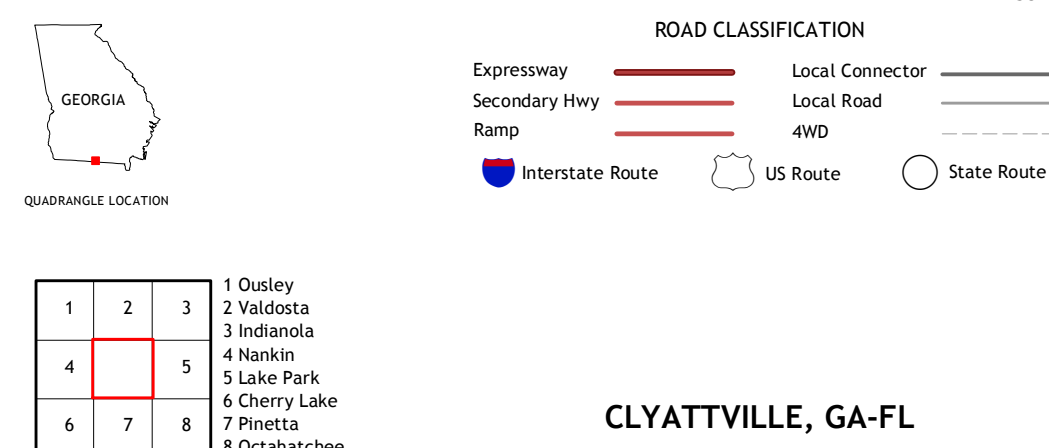 GEORGIA
QUADRANGLE LOCATION
ROAD CLASSIFICATION
Expressway
Secondary Hwy
Ramp
Local Connector
Local Road
4WD
Interstate Route
US Route
State Route
1 2 3
4 5
6 7 8
1 Ousley
2 Valdosta
3 Indianola
4 Nankin
5 Lake Park
6 Cherry Lake
7 Pinetta
8 Octahatchee
CLYATTVILLE, GA-FL